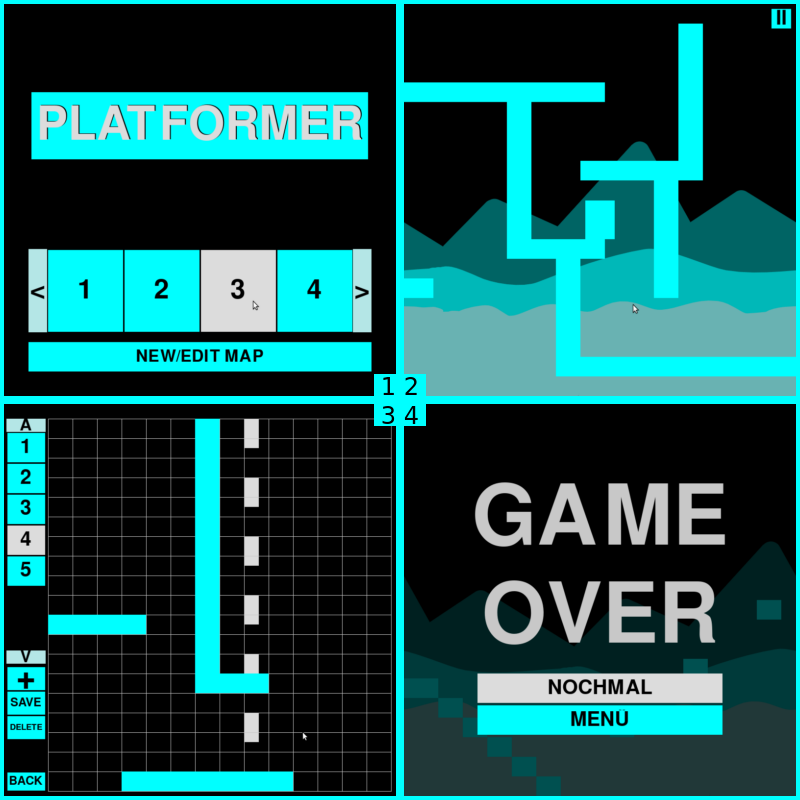 PLATFORMER
< 1 2 3 4 >
NEW/EDIT MAP
1 2
3 4
A
1
2
3
4
5
V
+
SAVE
DELETE
BACK
GAME
OVER
NOCHMAL
MENÜ